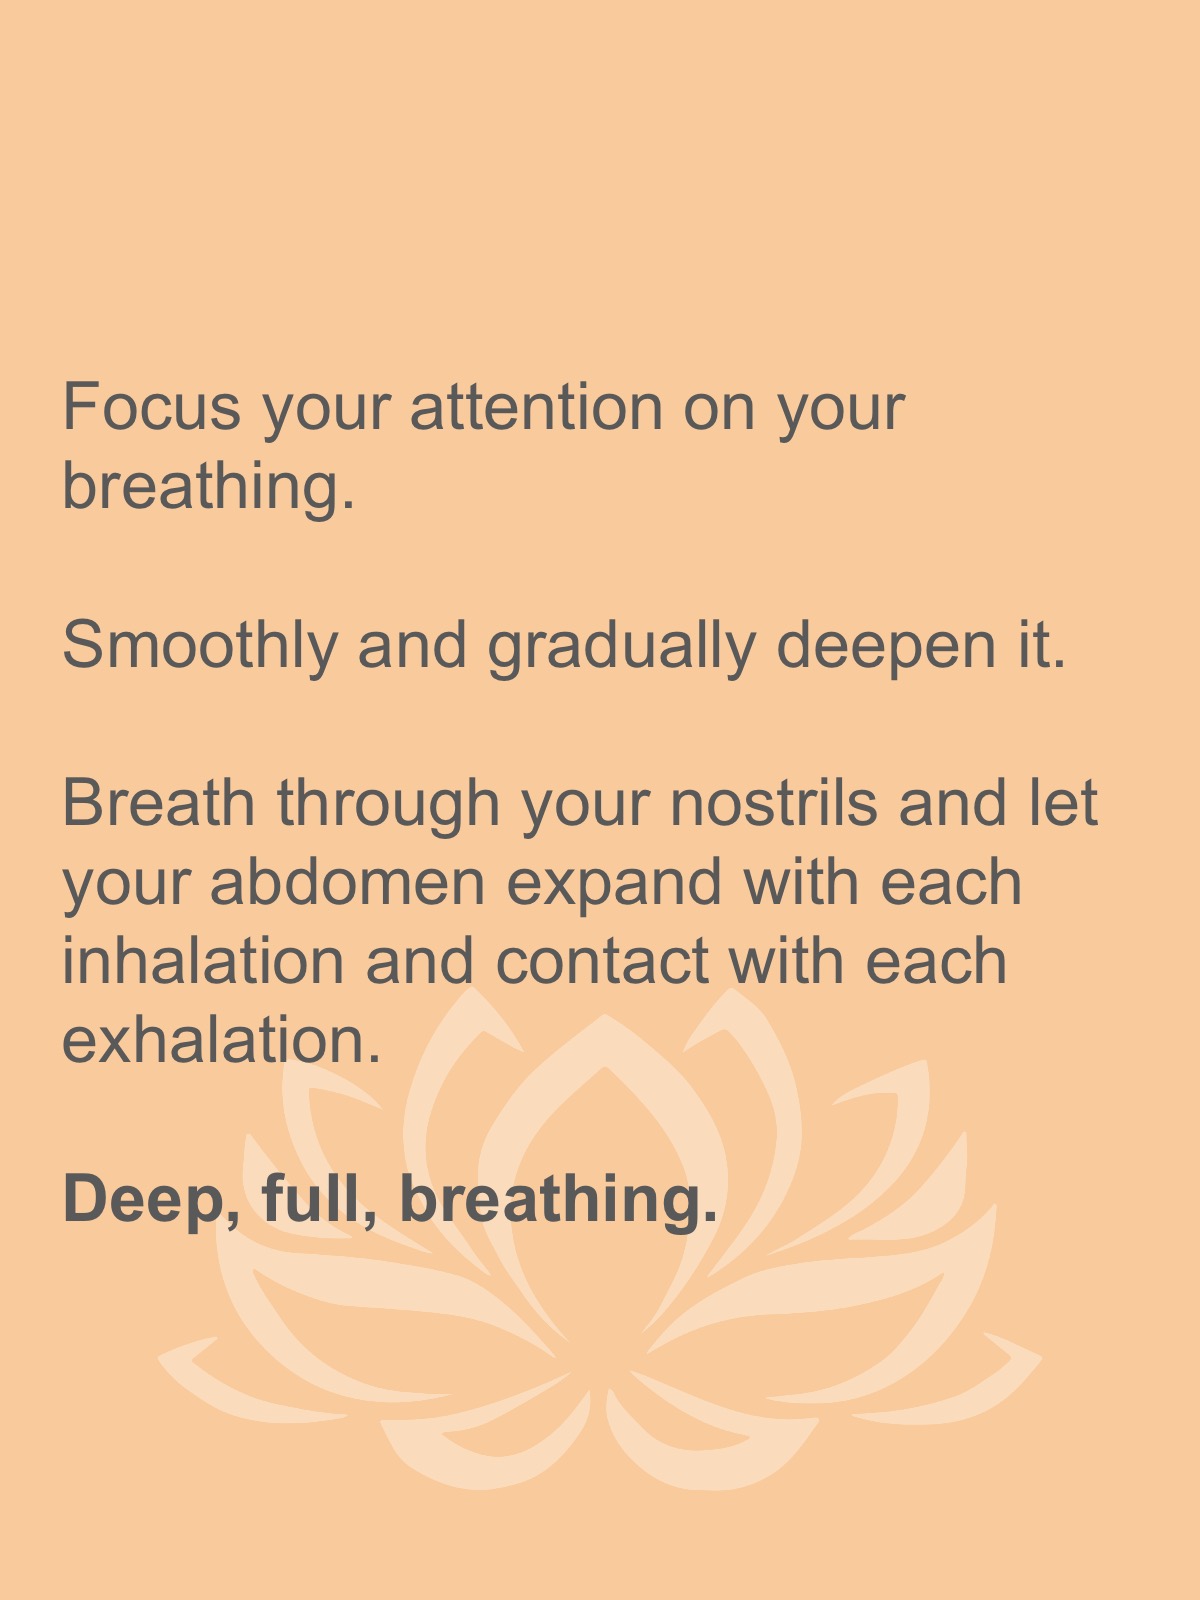 Focus your attention on your
breathing.
Smoothly and gradually deepen it.
Breath through your nostrils and let
your abdomen expand with each
inhalation and contact with each
exhalation.
Deep, full, breathing.